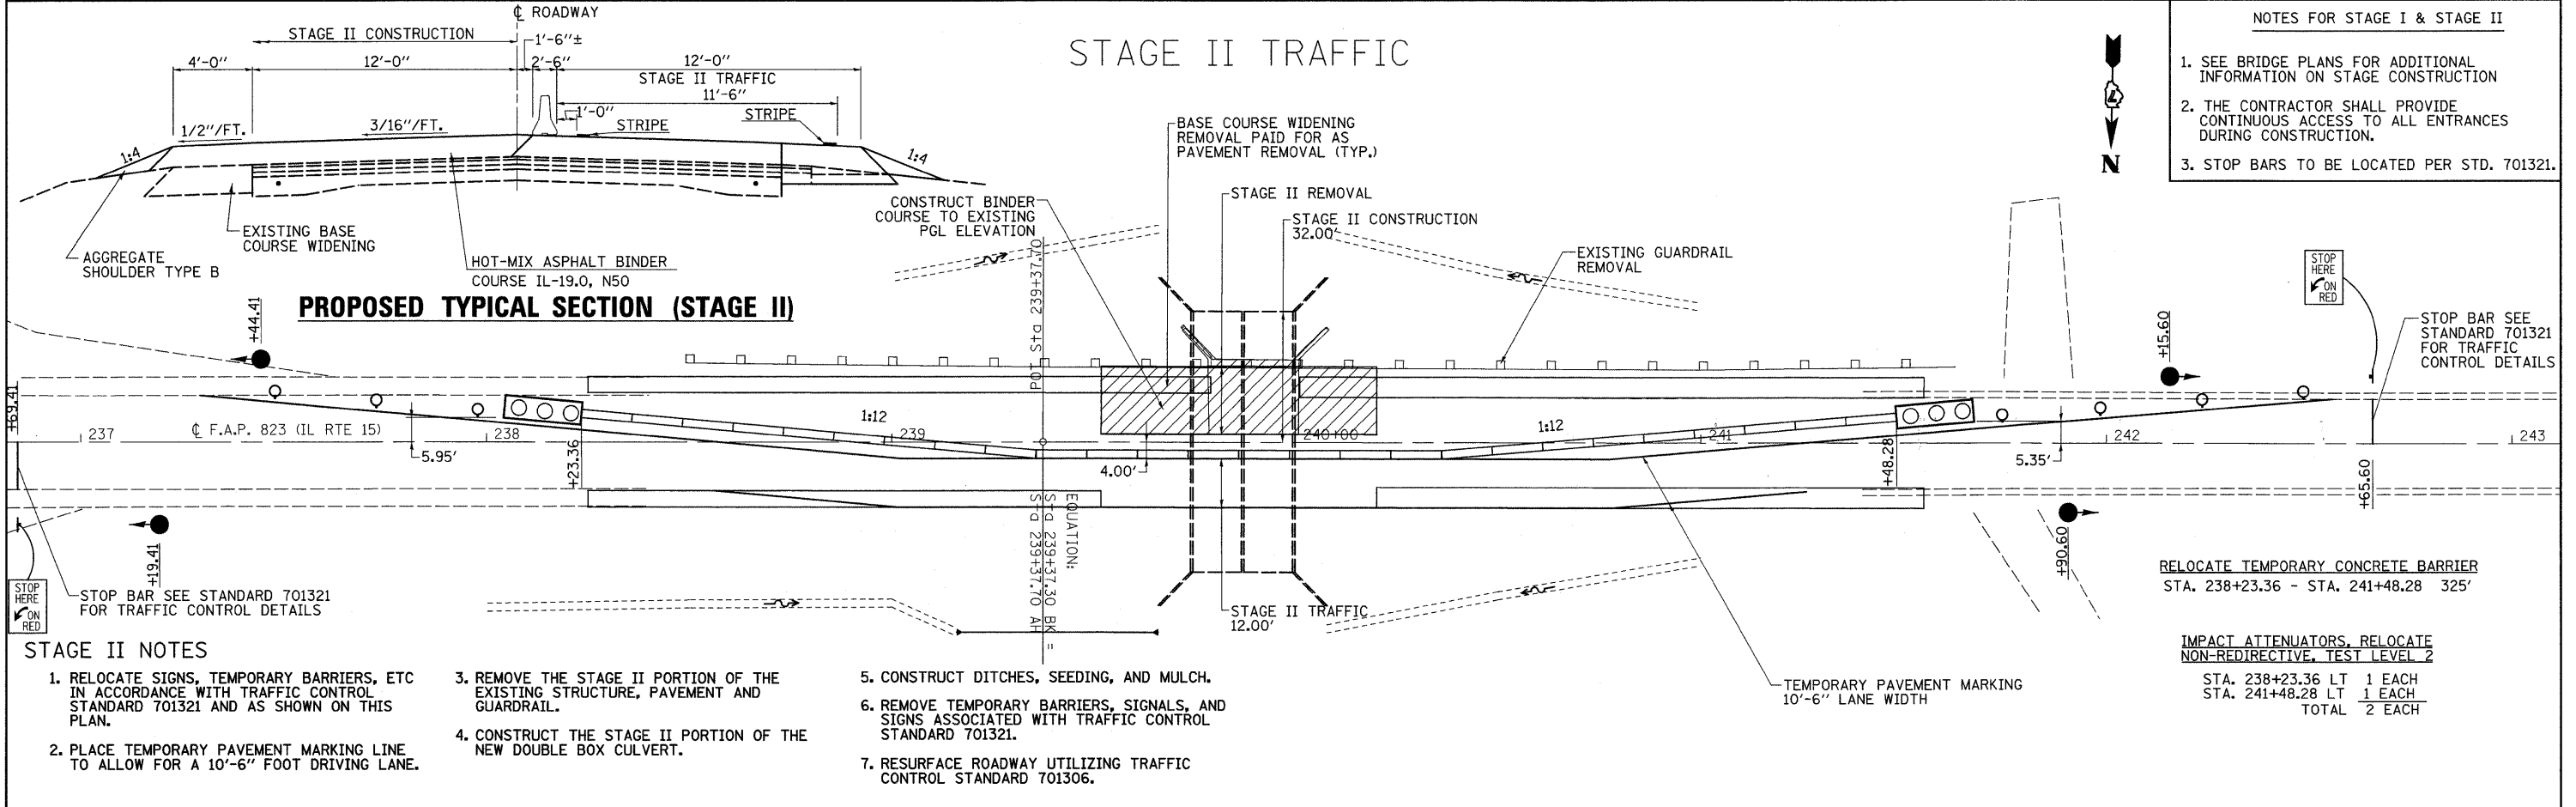 ℄ ROADWAY
STAGE II CONSTRUCTION
1'-6"±
4'-0"
12'-0"
2'-6"
12'-0"
STAGE II TRAFFIC
11'-6"
1'-0"
STRIPE
STRIPE
1/2"/FT.
3/16"/FT.
1:4
1:4
EXISTING BASE
COURSE WIDENING
AGGREGATE
SHOULDER TYPE B
HOT-MIX ASPHALT BINDER
COURSE IL-19.0, N50
PROPOSED TYPICAL SECTION (STAGE II)
STAGE II TRAFFIC
N
NOTES FOR STAGE I & STAGE II
1. SEE BRIDGE PLANS FOR ADDITIONAL
INFORMATION ON STAGE CONSTRUCTION
2. THE CONTRACTOR SHALL PROVIDE
CONTINUOUS ACCESS TO ALL ENTRANCES
DURING CONSTRUCTION.
3. STOP BARS TO BE LOCATED PER STD. 701321.
BASE COURSE WIDENING
REMOVAL PAID FOR AS
PAVEMENT REMOVAL (TYP.)
STAGE II REMOVAL
CONSTRUCT BINDER
COURSE TO EXISTING
PGL ELEVATION
STAGE II CONSTRUCTION
32.00'
EXISTING GUARDRAIL
REMOVAL
POT Sta 239+37.70
STOP
HERE
ON
RED
STOP BAR SEE
STANDARD 701321
FOR TRAFFIC
CONTROL DETAILS
+44.41
+15.60
+69.41
237
℄ F.A.P. 823 (IL RTE 15)
238
239
240+00
241
242
243
1:12
1:12
5.95'
+23.36
4.00'
+48.28
5.35'
+65.60
+19.41
+90.60
EQUATION:
Sta 239+37.30 BK =
Sta 239+37.70 AH
STOP
HERE
ON
RED
STOP BAR SEE STANDARD 701321
FOR TRAFFIC CONTROL DETAILS
STAGE II TRAFFIC
12.00'
TEMPORARY PAVEMENT MARKING
10'-6" LANE WIDTH
RELOCATE TEMPORARY CONCRETE BARRIER
STA. 238+23.36 - STA. 241+48.28 325'
IMPACT ATTENUATORS, RELOCATE
NON-REDIRECTIVE, TEST LEVEL 2
STA. 238+23.36 LT 1 EACH
STA. 241+48.28 LT 1 EACH
TOTAL 2 EACH
STAGE II NOTES
1. RELOCATE SIGNS, TEMPORARY BARRIERS, ETC
IN ACCORDANCE WITH TRAFFIC CONTROL
STANDARD 701321 AND AS SHOWN ON THIS
PLAN.
2. PLACE TEMPORARY PAVEMENT MARKING LINE
TO ALLOW FOR A 10'-6" FOOT DRIVING LANE.
3. REMOVE THE STAGE II PORTION OF THE
EXISTING STRUCTURE, PAVEMENT AND
GUARDRAIL.
4. CONSTRUCT THE STAGE II PORTION OF THE
NEW DOUBLE BOX CULVERT.
5. CONSTRUCT DITCHES, SEEDING, AND MULCH.
6. REMOVE TEMPORARY BARRIERS, SIGNALS, AND
SIGNS ASSOCIATED WITH TRAFFIC CONTROL
STANDARD 701321.
7. RESURFACE ROADWAY UTILIZING TRAFFIC
CONTROL STANDARD 701306.